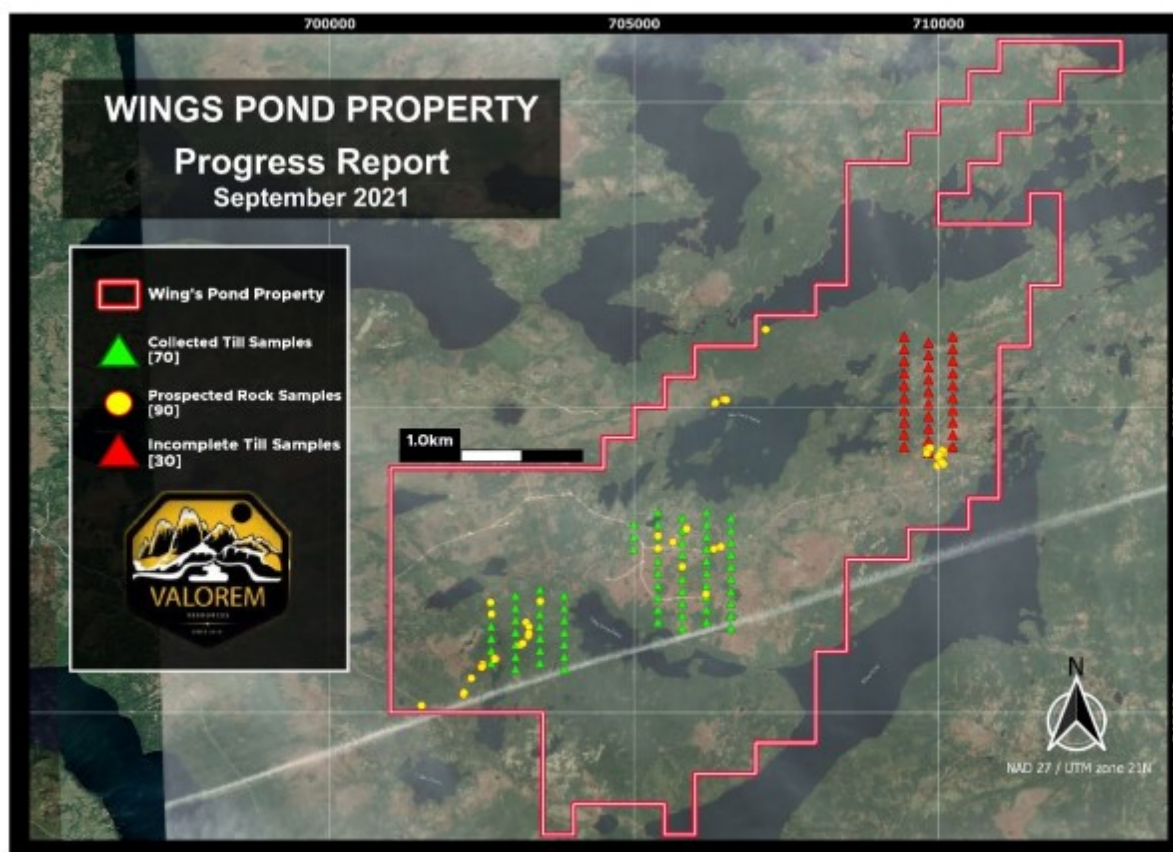 700000 705000 710000
WINGS POND PROPERTY
Progress Report
September 2021
Wing's Pond Property
Collected Till Samples
[70]
Prospected Rock Samples
[90]
Incomplete Till Samples
[30]
1.0km
VALOREM
RESOURCES
N
NAD 27 / UTM zone 21N